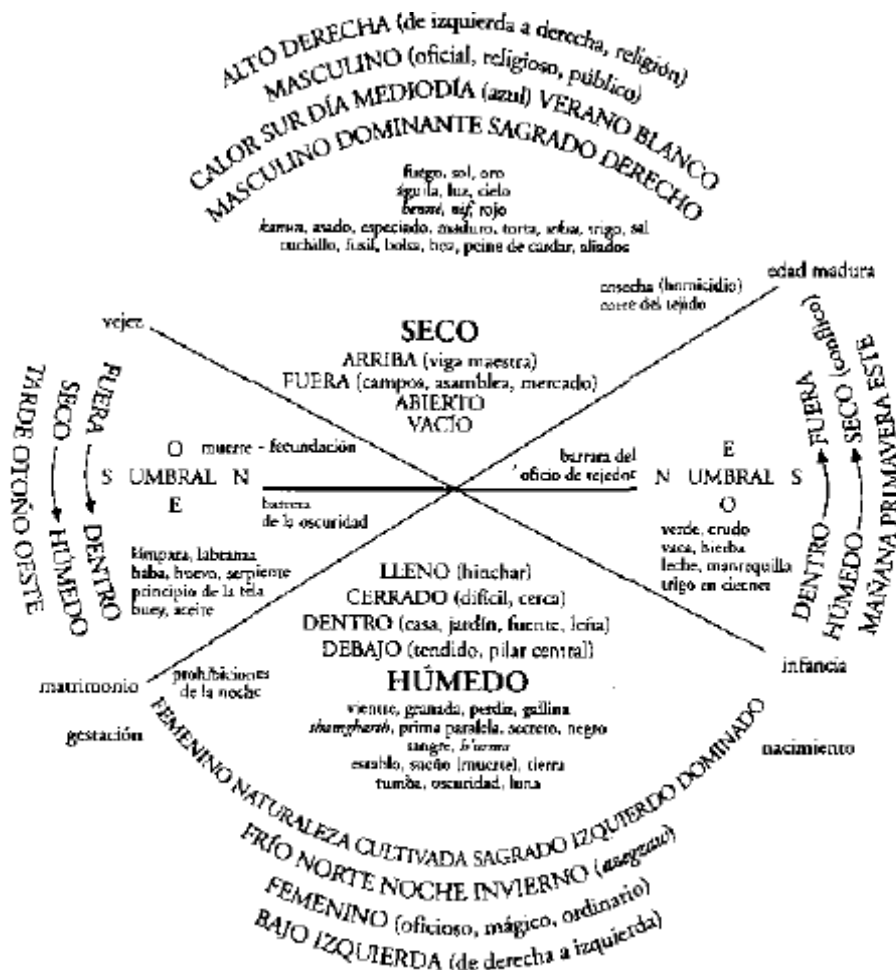 ALTO DERECHA (de izquierda a derecha, religión)
MASCULINO (oficial, religioso, público)
CALOR SUR DÍA MEDIODÍA (azul) VERANO BLANCO
MASCULINO DOMINANTE SAGRADO DERECHO
fuego, sol, oro
águila, luz, cielo
nif, rojo
asado, especiado, maduro, torta, trigo, sal
cuchillo, fusil, bolsa, hoz, peine de cardar, aliados
edad madura
cosecha (homicidio)
corte del tejido
vejez
SECO
ARRIBA (viga maestra)
FUERA (campos, asamblea, mercado)
ABIERTO
VACÍO
TARDE OTOÑO OESTE
SECO HÚMEDO
FUERA DENTRO
O muerte - fecundación
S UMBRAL N
E
barrera
de la oscuridad
barrera del
oficio de tejedor
E
N UMBRAL S
O
DENTRO FUERA
HÚMEDO SECO (conflico)
MAÑANA PRIMAVERA ESTE
lámpara, labranza
haba, huevo, serpiente
principio de la tela
buey, aceite
verde, crudo
vaca, hierba
leche, mantequilla
trigo en ciernes
LLENO (hinchar)
CERRADO (difícil, cerca)
DENTRO (casa, jardín, fuente, leña)
DEBAJO (tendido, pilar central)
HÚMEDO
matrimonio
prohibiciones
de la noche
infancia
gestación
nacimiento
vientre, granada, perdiz, gallina
prima paralela, secreto, negro
sangre,
establo, sueño (muerte), tierra
tumba, oscuridad, luna
FEMENINO NATURALEZA CULTIVADA SAGRADO IZQUIERDO DOMINADO
FRÍO NORTE NOCHE INVIERNO (asegzaw)
FEMENINO (oficioso, mágico, ordinario)
BAJO IZQUIERDA (de derecha a izquierda)